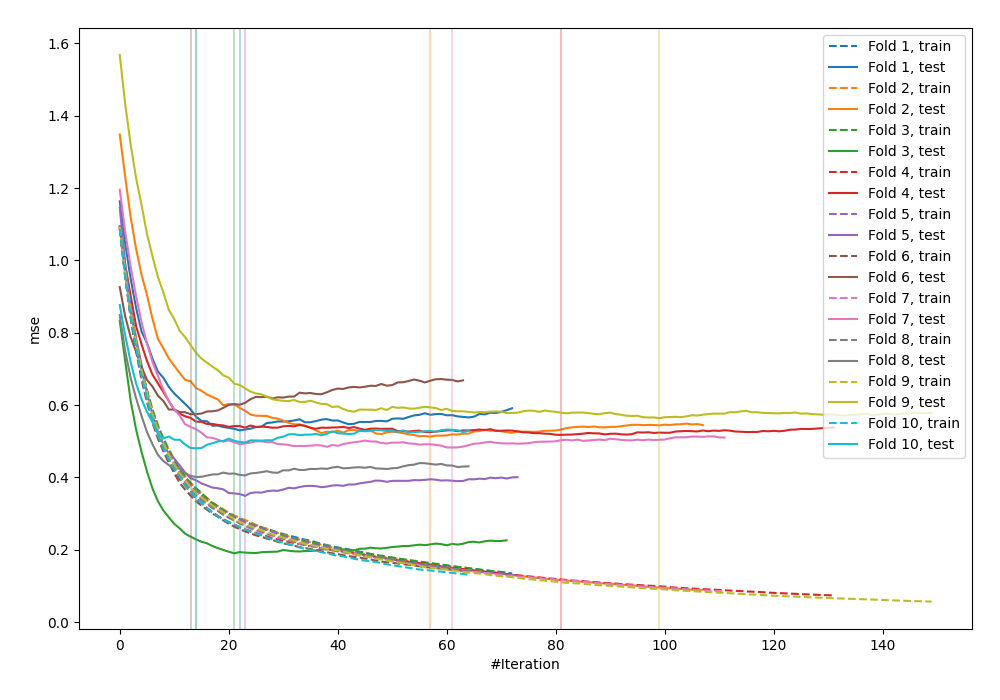 1.6
1.4
1.2
1.0
0.8
0.6
0.4
0.2
0.0
mse
0
20
40
60
80
100
120
140
#Iteration
Fold 1, train
Fold 1, test
Fold 2, train
Fold 2, test
Fold 3, train
Fold 3, test
Fold 4, train
Fold 4, test
Fold 5, train
Fold 5, test
Fold 6, train
Fold 6, test
Fold 7, train
Fold 7, test
Fold 8, train
Fold 8, test
Fold 9, train
Fold 9, test
Fold 10, train
Fold 10, test